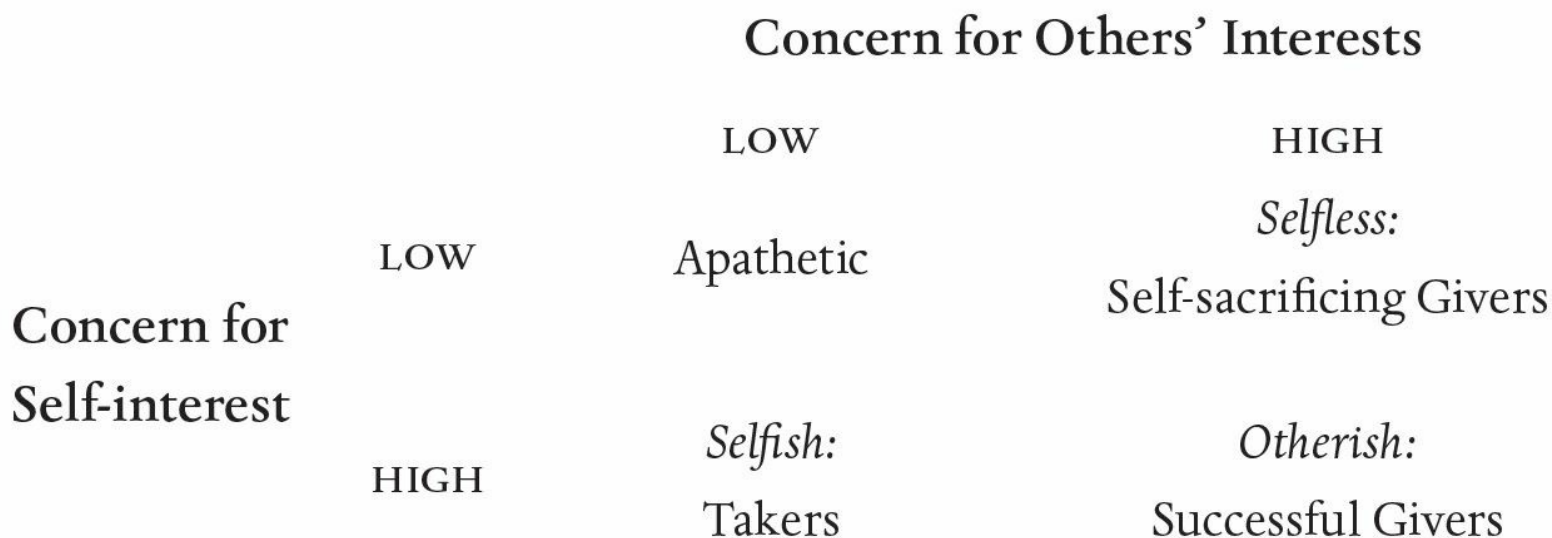 Concern for Others’ Interests
LOW
HIGH
LOW
Apathetic
Selfless:
Self-sacrificing Givers
Concern for
Self-interest
HIGH
Selfish:
Takers
Otherish:
Successful Givers